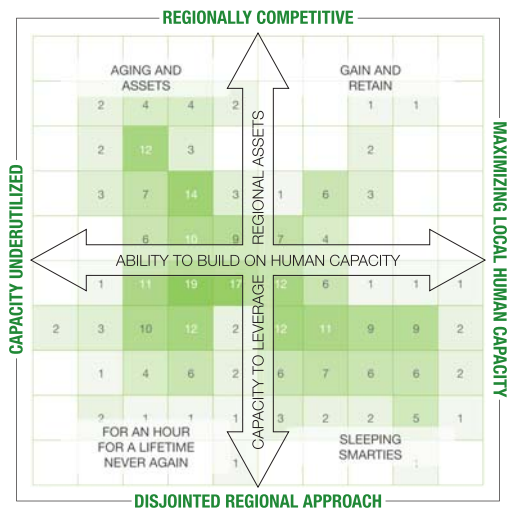 REGIONALLY COMPETITIVE
AGING AND
ASSETS
GAIN AND
RETAIN
2 4 4 2 1 1
2 12 3 2
3 7 14 3 1 6 3
6 10 9 7 4
CAPACITY UNDERUTILIZED
MAXIMIZING LOCAL HUMAN CAPACITY
REGIONAL ASSETS
ABILITY TO BUILD ON HUMAN CAPACITY
CAPACITY TO LEVERAGE
1 11 19 17 12 6 1 1 1
2 3 10 12 2 12 11 9 9 2
1 4 6 2 6 7 6 6 2
2 1 1 1 3 2 2 5 1
FOR AN HOUR
FOR A LIFETIME
NEVER AGAIN
SLEEPING
SMARTIES
1
DISJOINTED REGIONAL APPROACH